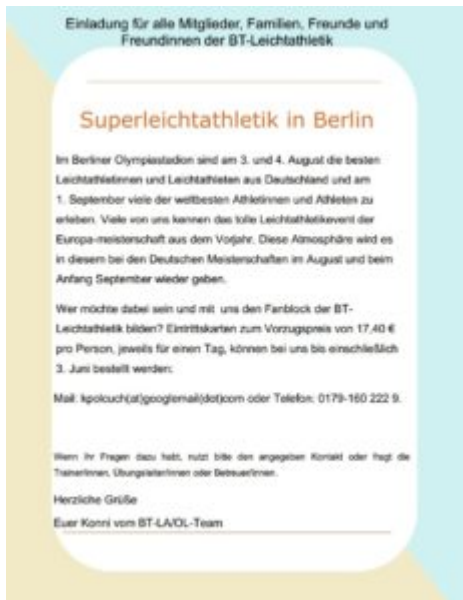 Einladung für alle Mitglieder, Familien, Freunde und
Freundinnen der BT-Leichtathletik
Superleichtathletik in Berlin
Im Berliner Olympiastadion sind am 3. und 4. August die besten
Leichtathletinnen und Leichtathleten aus Deutschland und am
1. September viele der weltbesten Athletinnen und Athleten zu
erleben. Viele von uns kennen das tolle Leichtathletikevent der
Europa-meisterschaft aus dem Vorjahr. Diese Atmosphäre wird es
in diesem bei den Deutschen Meisterschaften im August und beim
Anfang September wieder geben.
Wer möchte dabei sein und mit uns den Fanblock der BT-
Leichtathletik bilden? Eintrittskarten zum Vorzugspreis von 17,40 €
pro Person, jeweils für einen Tag, können bei uns bis einschließlich
3. Juni bestellt werden:
Mail: kpolcuch(at)googlemail(dot)com oder Telefon: 0179-160 222 9.
Wenn ihr Fragen dazu habt, nutzt bitte den angegeben Kontakt oder fragt die
TrainerInnen, ÜbungsleiterInnen oder BetreuerInnen.
Herzliche Grüße
Euer Konni vom BT-LA/OL-Team